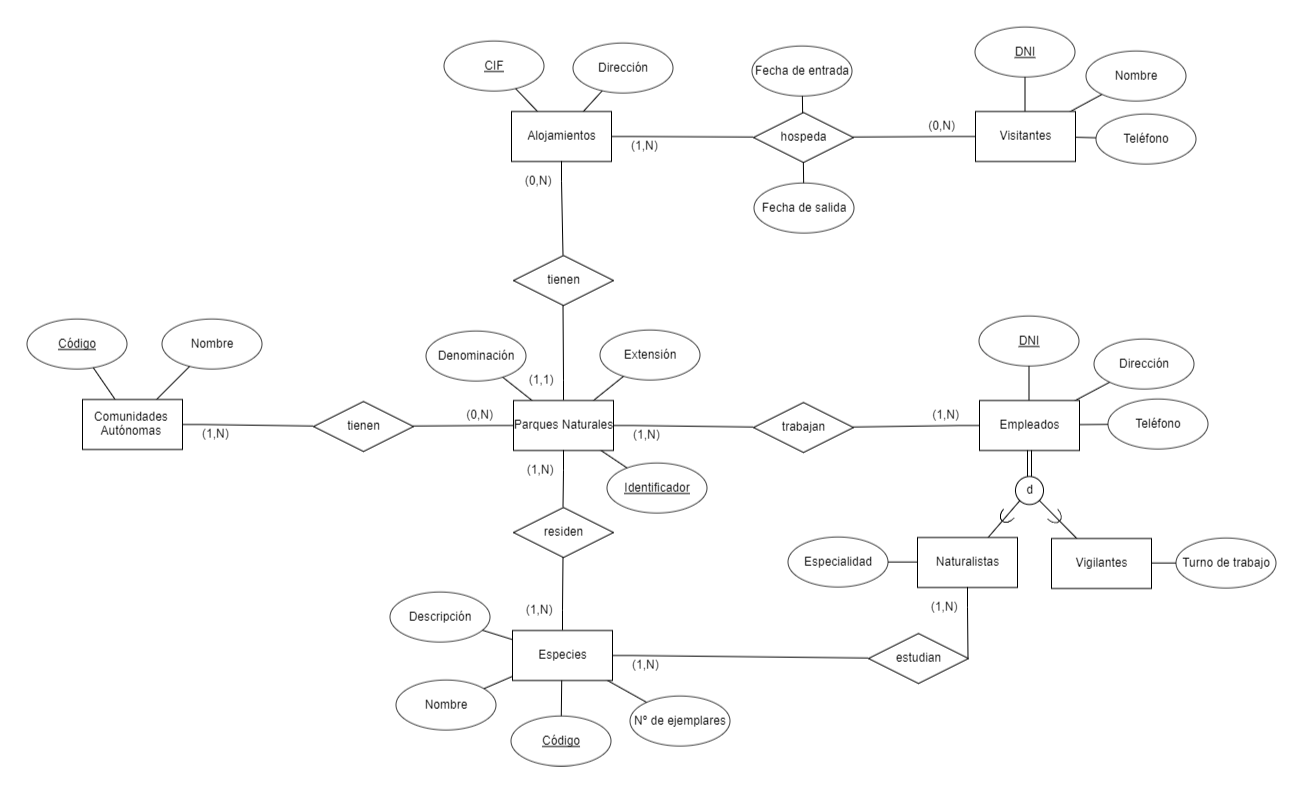 CIF
Dirección
Fecha de entrada
DNI
Nombre
Alojamientos
hospeda
Visitantes
Teléfono
(1,N)
(0,N)
(0,N)
Fecha de salida
tienen
Código
Nombre
Denominación
Extensión
DNI
Dirección
(1,1)
Comunidades
Autónomas
(1,N)
tienen
(0,N)
Parques Naturales
(1,N)
trabajan
(1,N)
Empleados
Teléfono
(1,N)
Identificador
d
residen
Especialidad
Naturalistas
Vigilantes
Turno de trabajo
(1,N)
(1,N)
Descripción
Especies
(1,N)
estudian
Nombre
Código
Nº de ejemplares